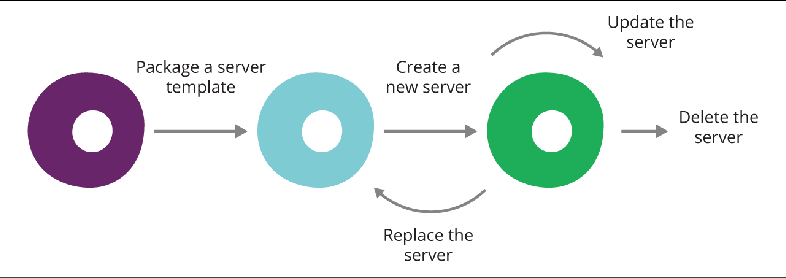 Package a server
template
Create a
new server
Update the
server
Delete the
server
Replace the
server